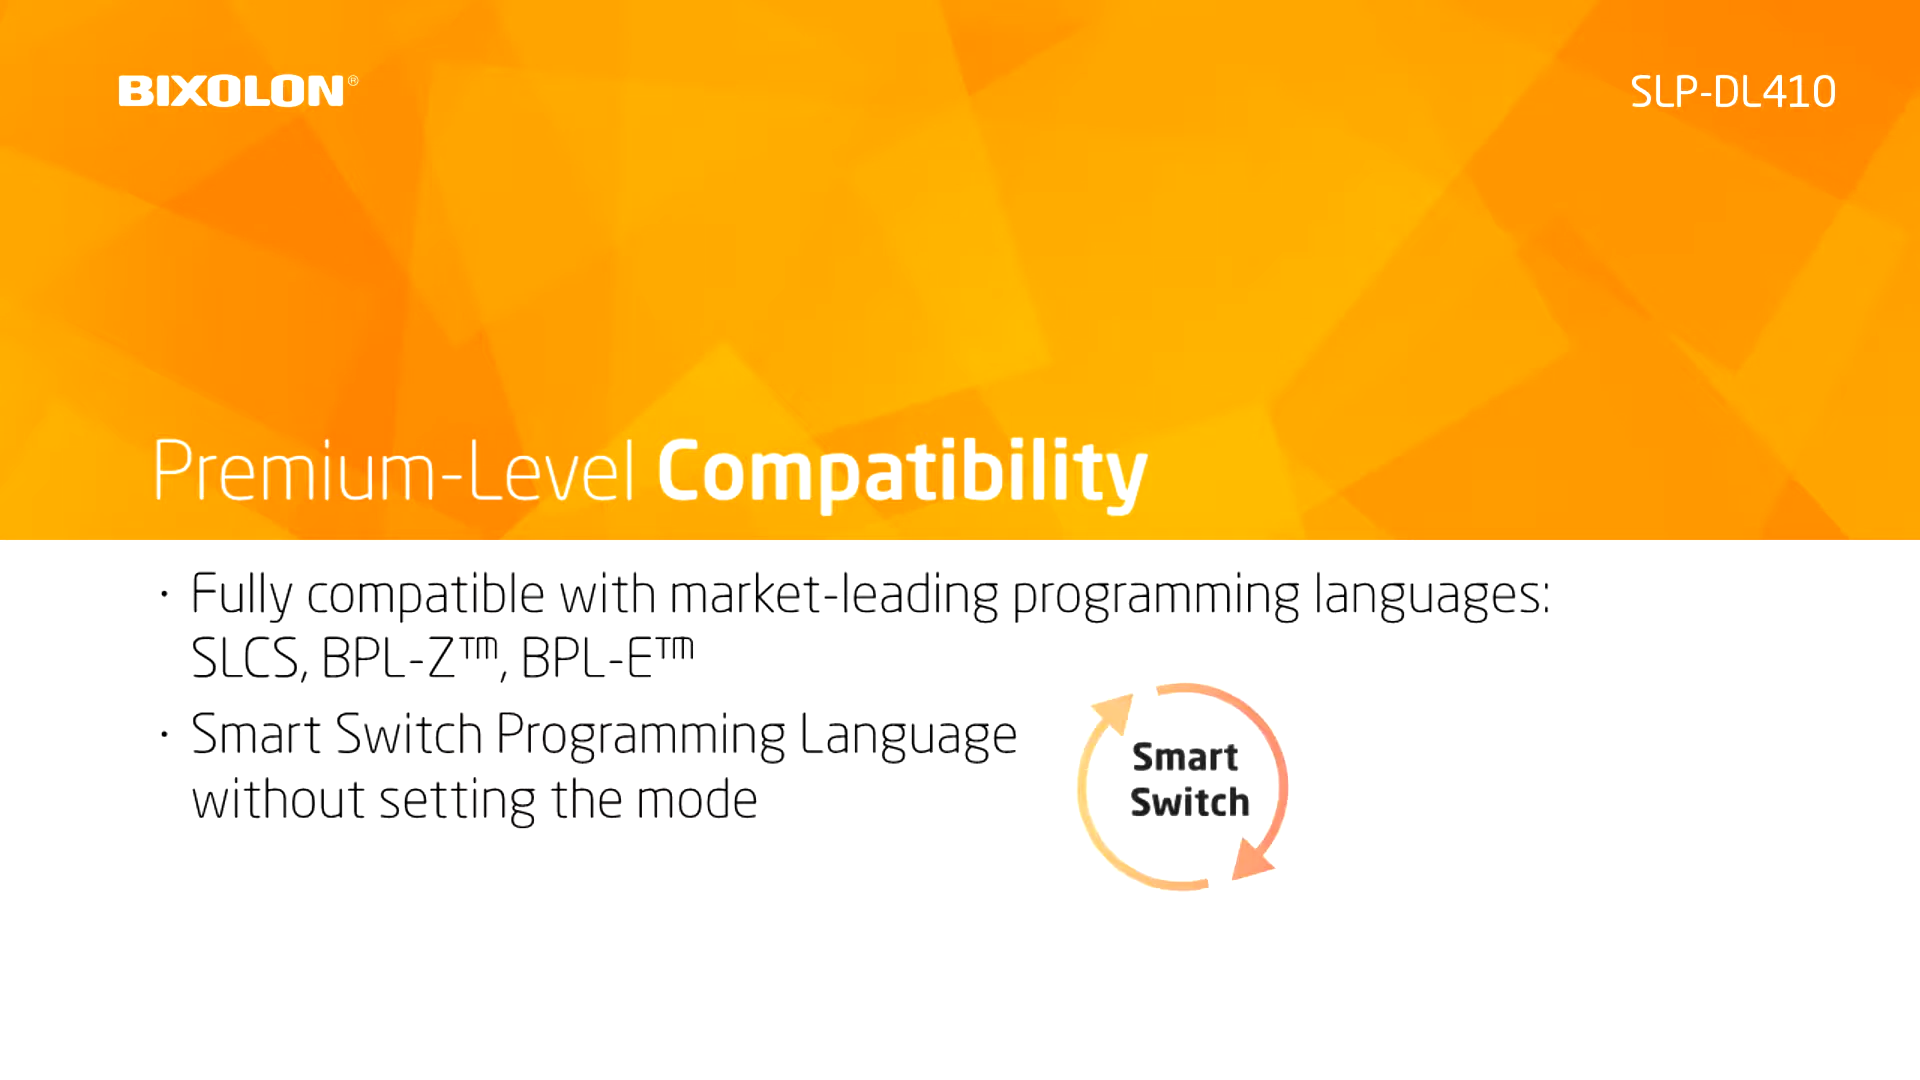 BIXOLON®
SLP-DL410
Premium-Level Compatibility
· Fully compatible with market-leading programming languages:
SLCS, BPL-Z™, BPL-E™
· Smart Switch Programming Language
without setting the mode
Smart
Switch